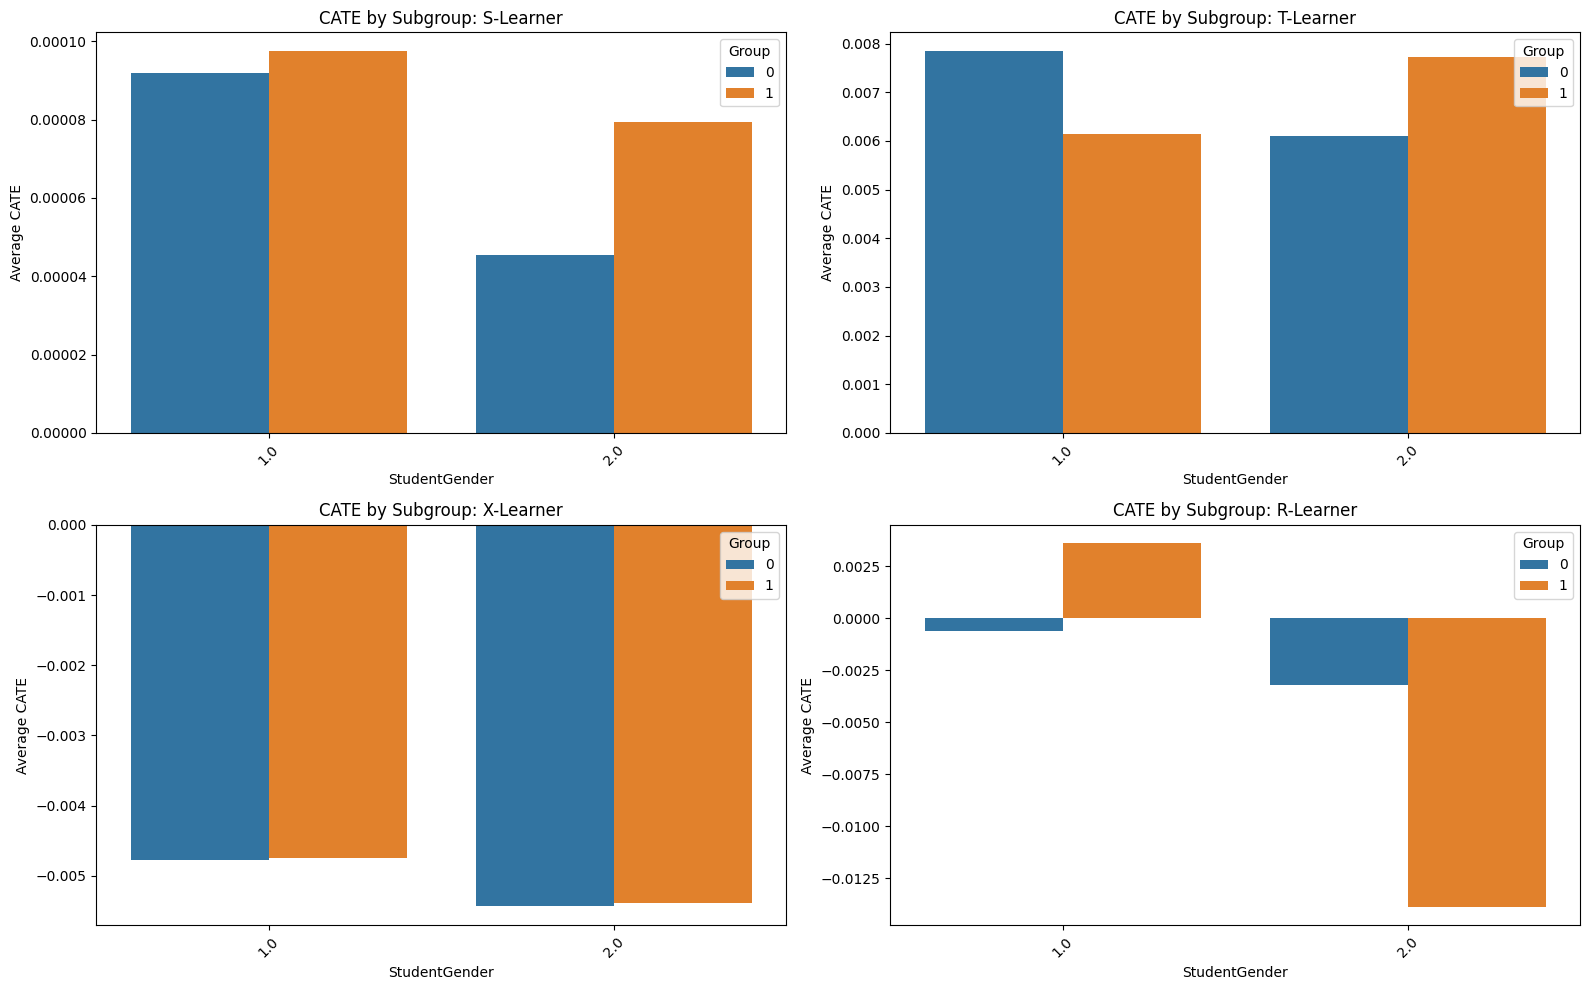 CATE by Subgroup: S-Learner
0.00010
0.00008
0.00006
0.00004
0.00002
0.00000
Average CATE
Group
0
1
1.0
2.0
StudentGender
CATE by Subgroup: T-Learner
0.008
0.007
0.006
0.005
0.004
0.003
0.002
0.001
0.000
Average CATE
Group
0
1
1.0
2.0
StudentGender
CATE by Subgroup: X-Learner
0.000
−0.001
−0.002
−0.003
−0.004
−0.005
Average CATE
Group
0
1
1.0
2.0
StudentGender
CATE by Subgroup: R-Learner
0.0025
0.0000
−0.0025
−0.0050
−0.0075
−0.0100
−0.0125
Average CATE
Group
0
1
1.0
2.0
StudentGender